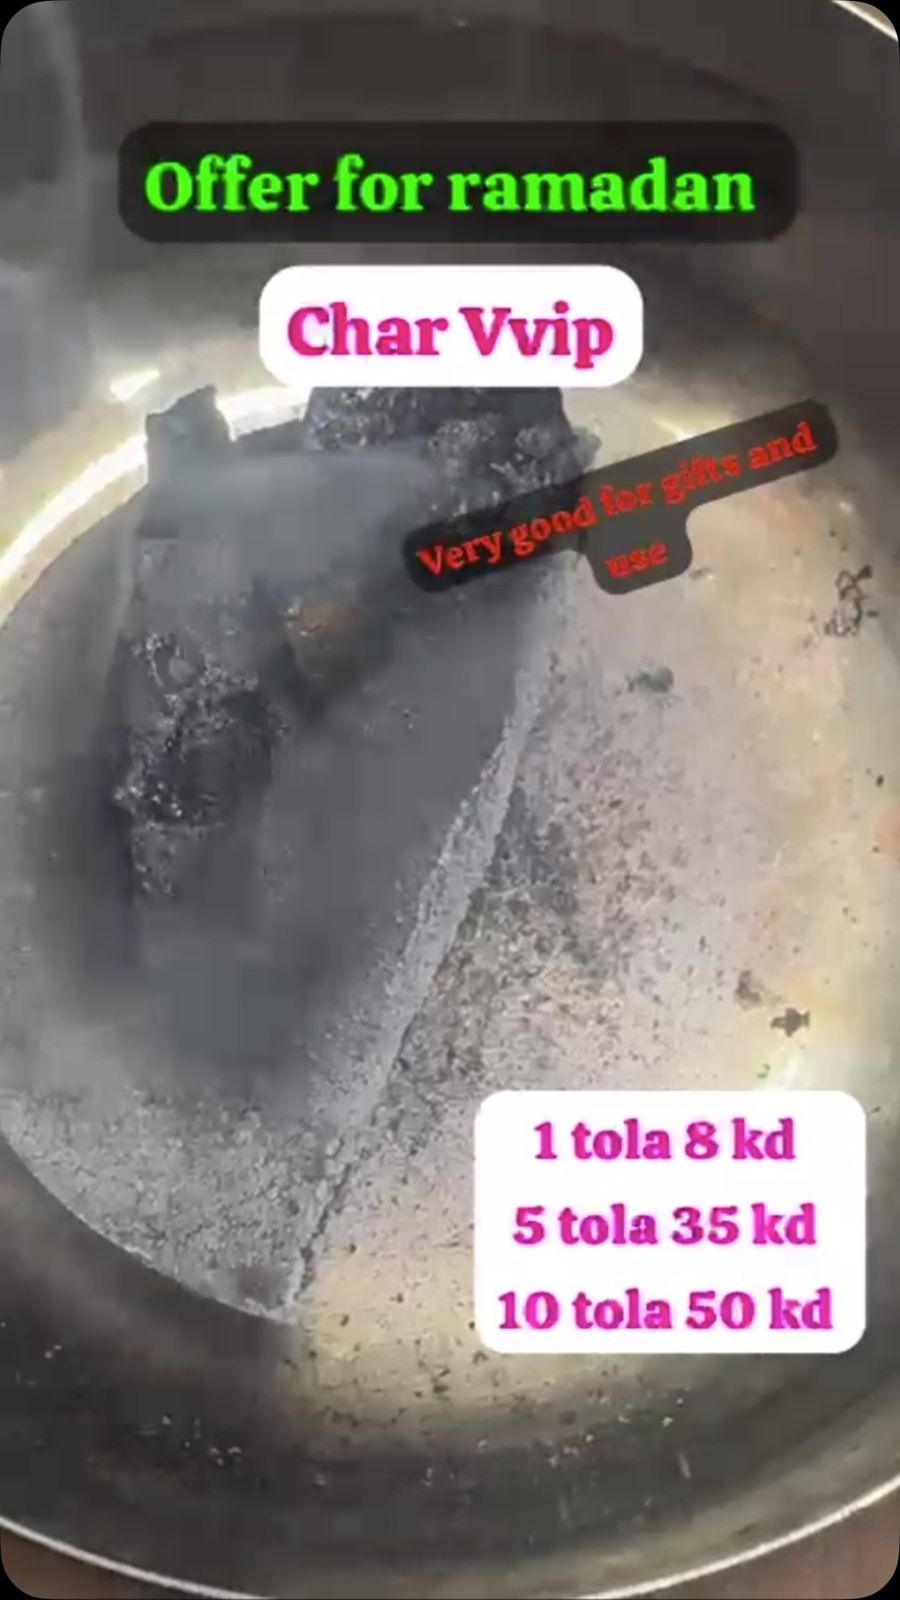 Offer for ramadan
Char Vvip
Very good for gifts and
use
1 tola 8 kd
5 tola 35 kd
10 tola 50 kd